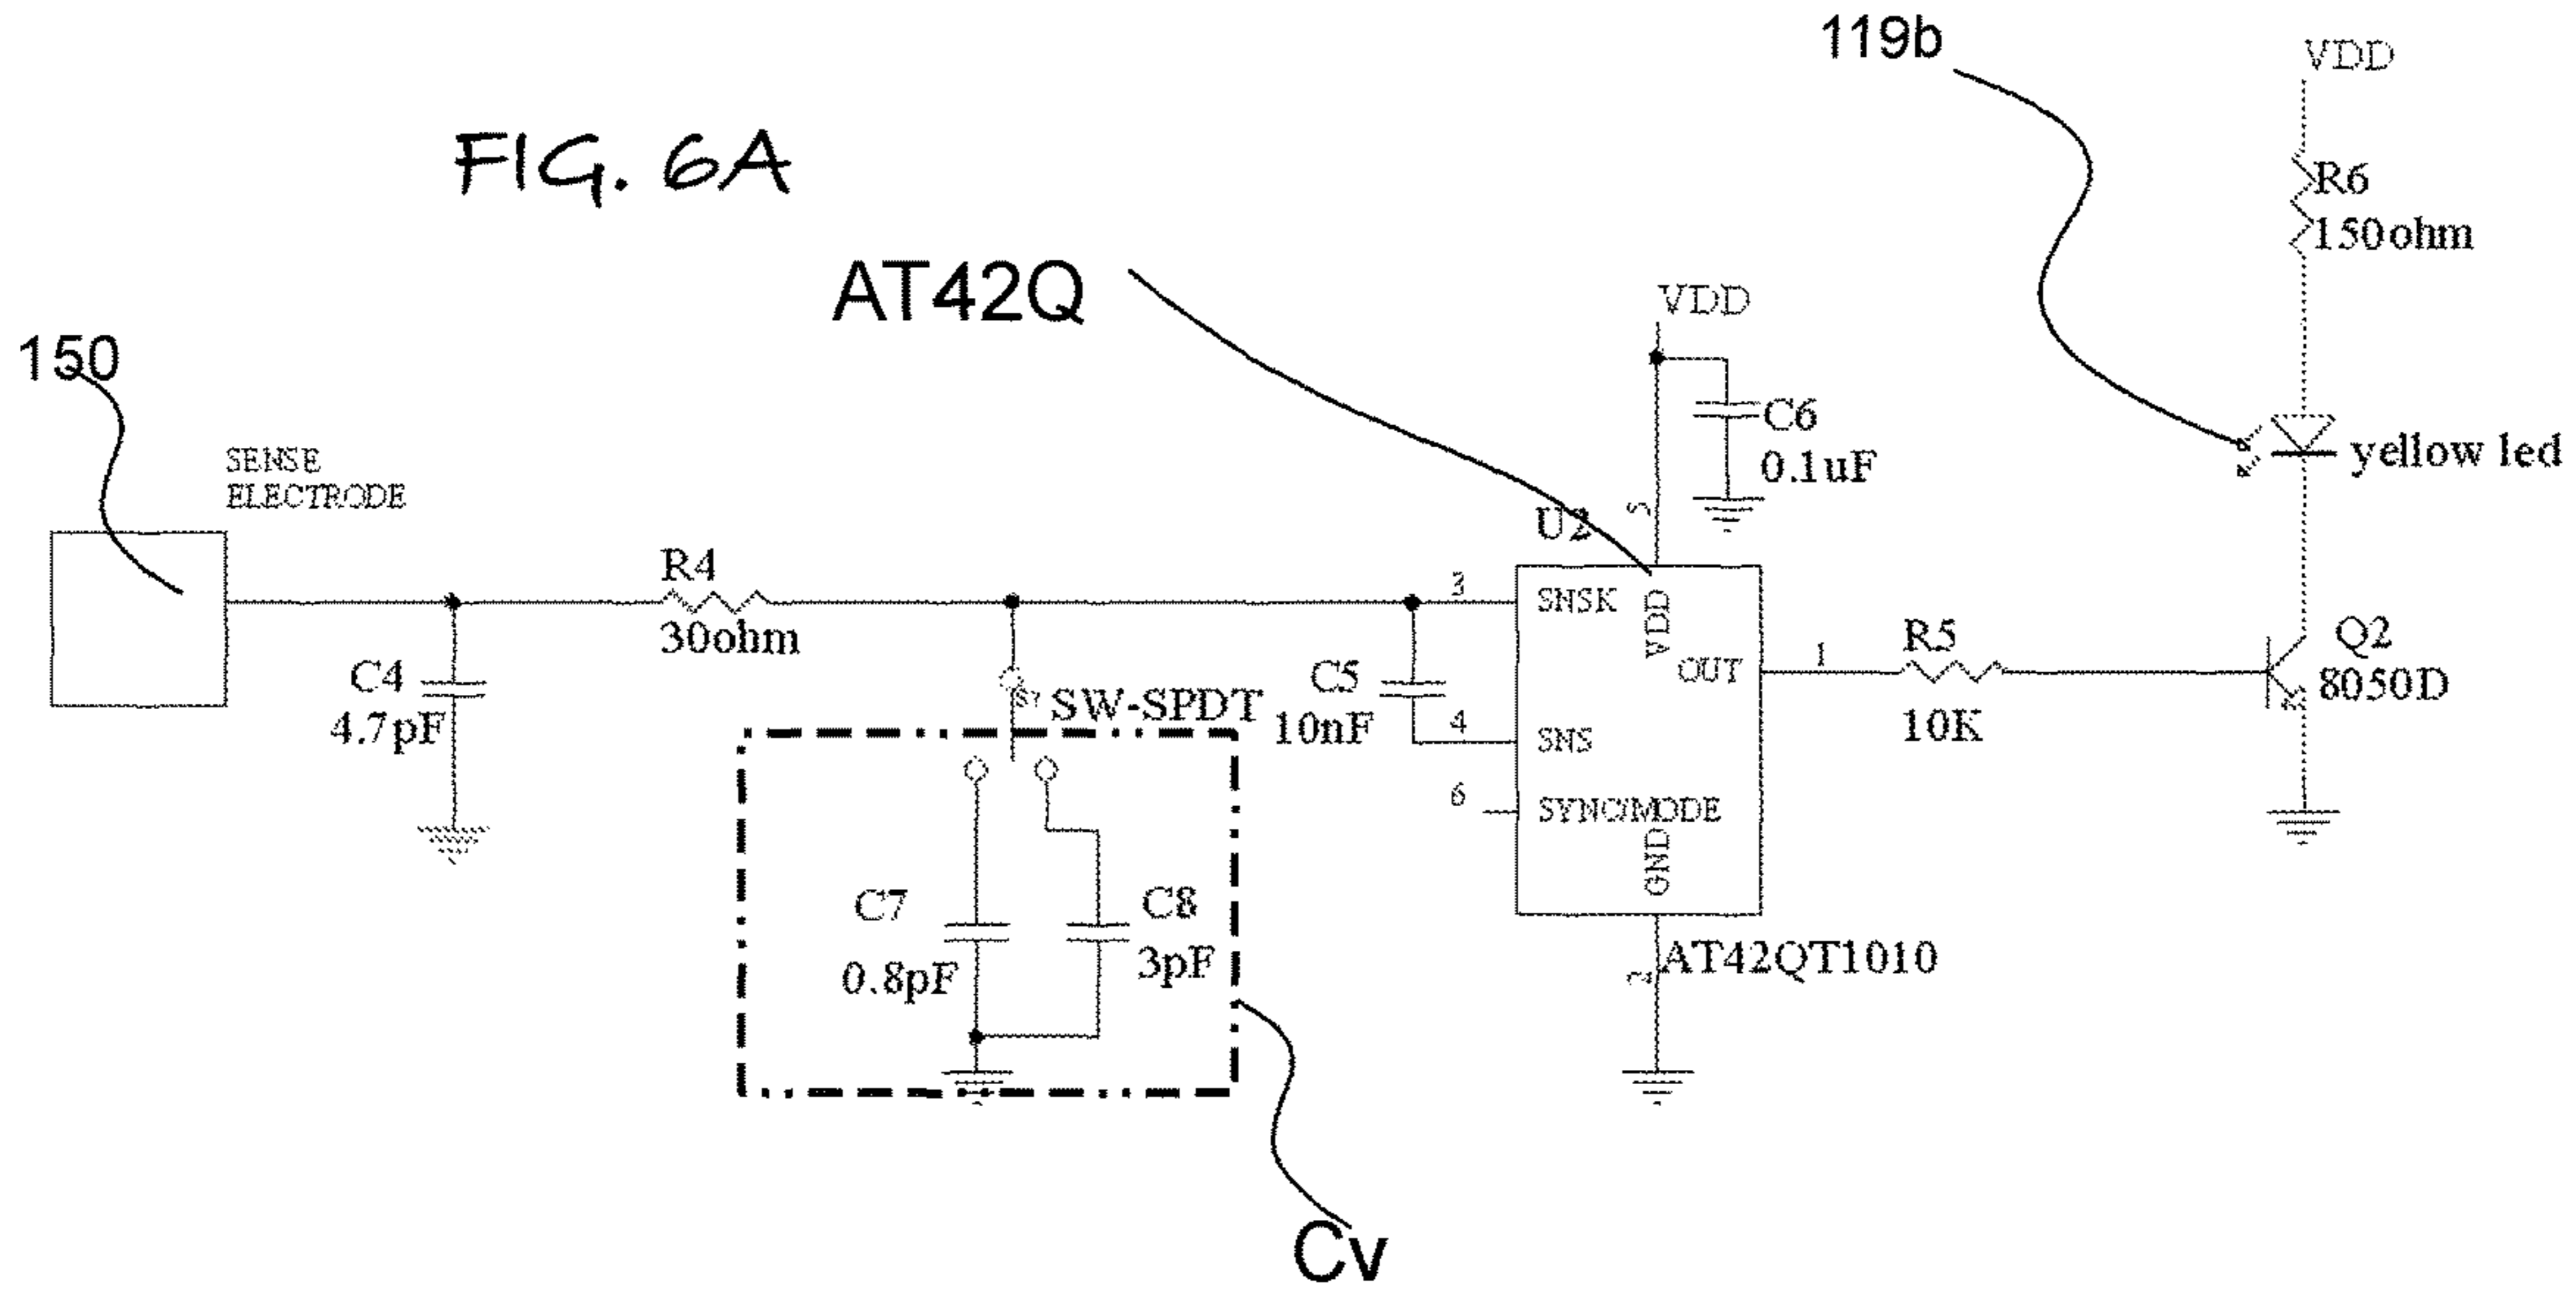 119b
VDD
FIG. 6A
R6
150ohm
AT42Q
VDD
150
C6
0.1uF
yellow led
SENSE
ELECTRODE
5
U2
R4
30ohm
3
SNSK
VDD
OUT
1
R5
10K
Q2
8050D
C4
4.7pF
SW-SPDT
C5
10nF
4
SNS
6
SYNC/MODE
GND
C7
0.8pF
C8
3pF
2
AT42QT1010
Cv